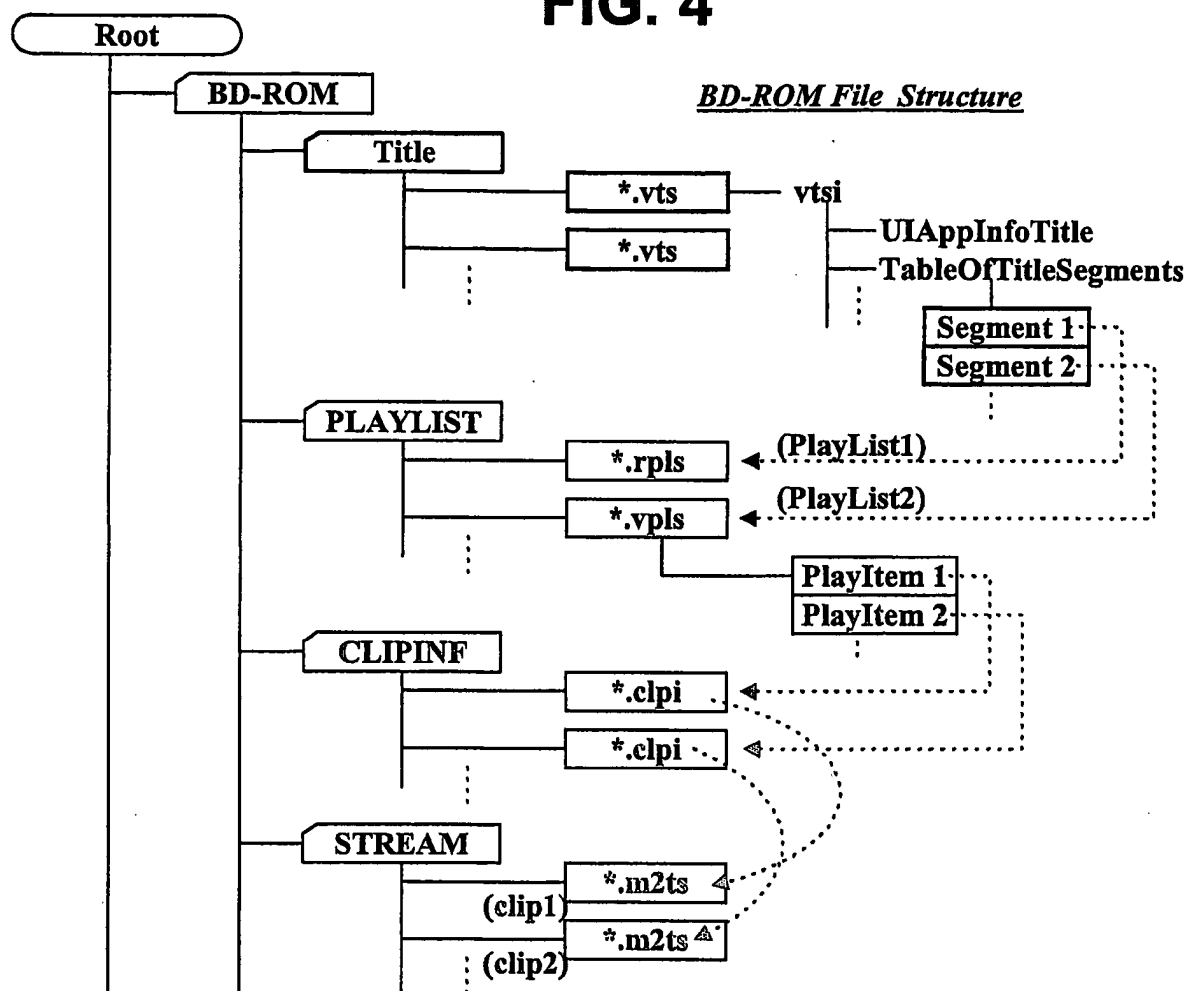 FIG. 4
Root
BD-ROM
BD-ROM File Structure
Title
*.vts
vtsi
UIAppInfoTitle
*.vts
TableOfTitleSegments
Segment 1
Segment 2
PLAYLIST
*.rpls
(PlayList1)
*.vpls
(PlayList2)
PlayItem 1
PlayItem 2
CLIPINF
*.clpi
*.clpi
STREAM
*.m2ts
(clip1)
*.m2ts
(clip2)